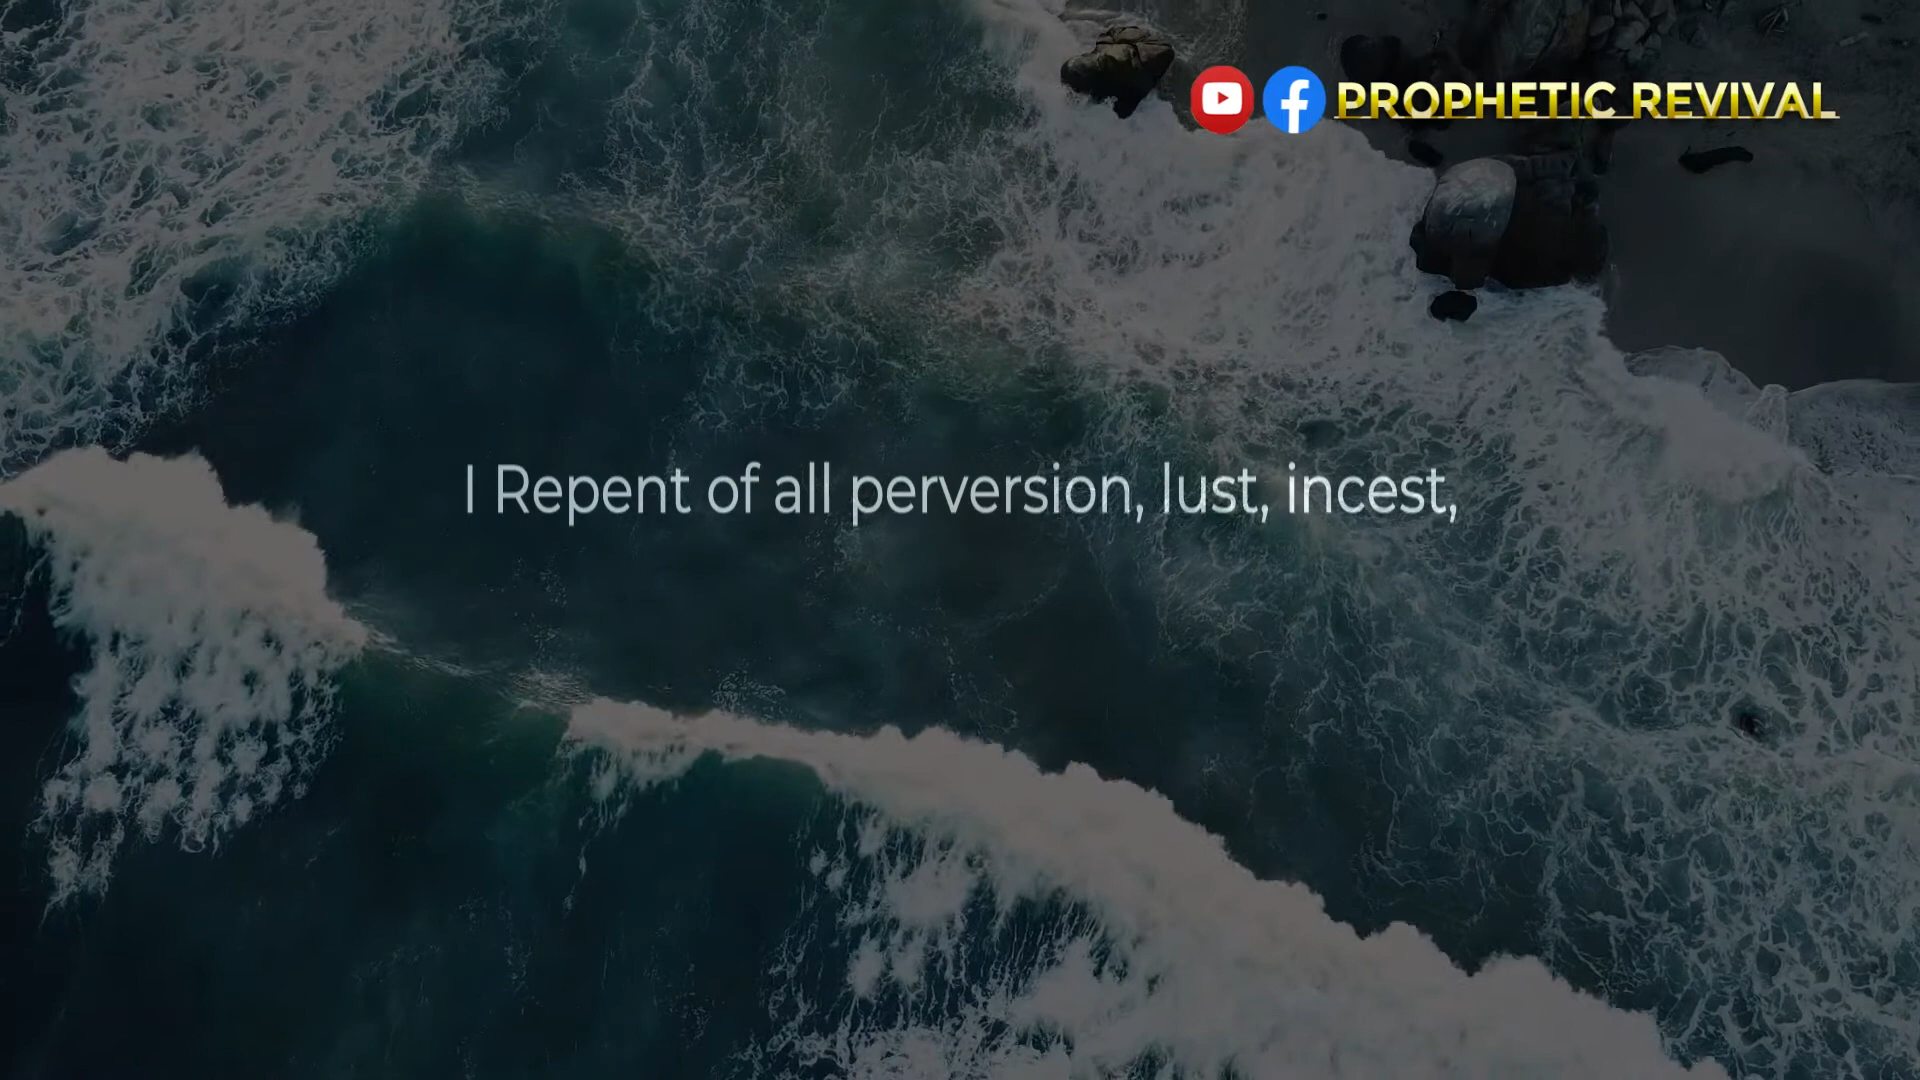 PROPHETIC REVIVAL
I Repent of all perversion, lust, incest,